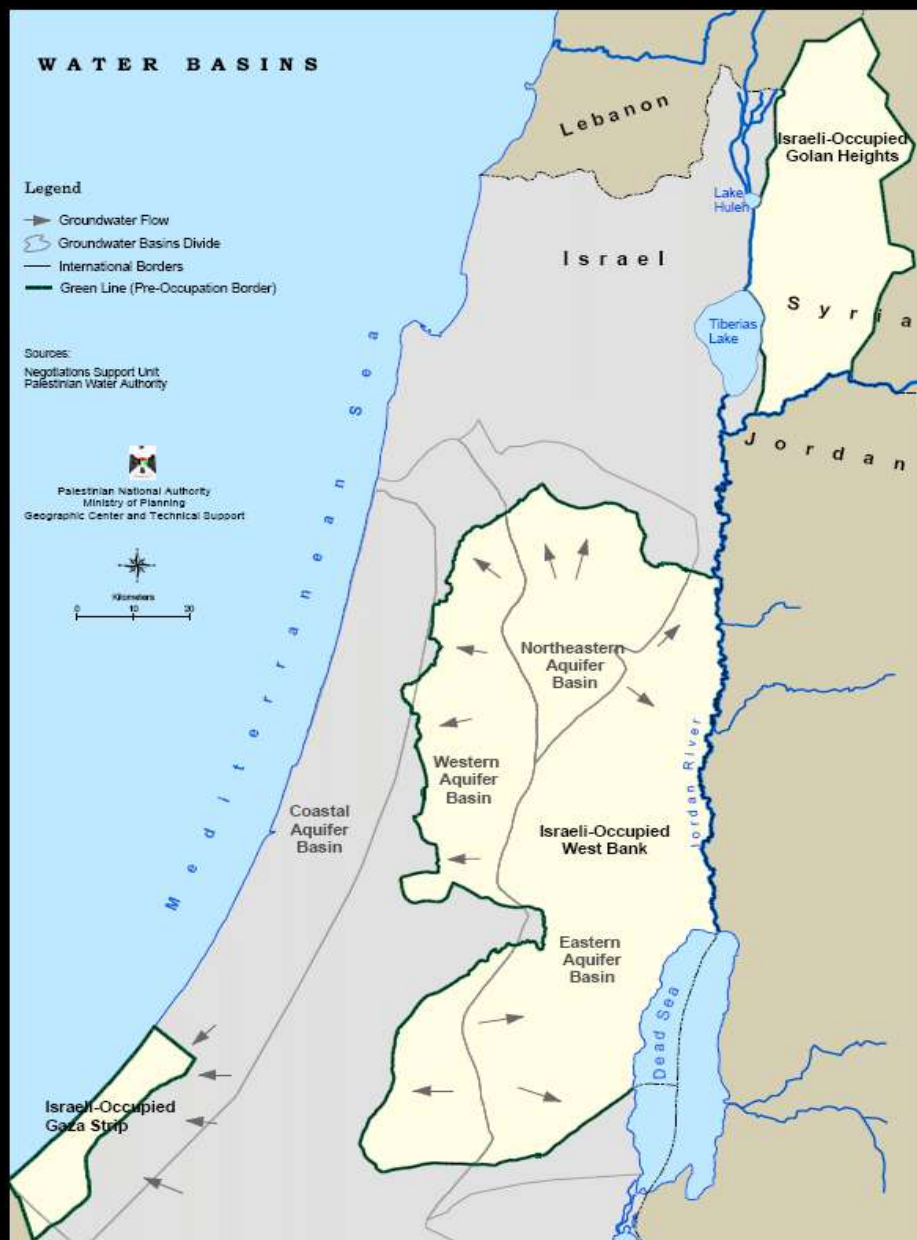 WATER BASINS
Legend
Groundwater Flow
Groundwater Basins Divide
International Borders
Green Line (Pre-Occupation Border)
Sources:
Negotiations Support Unit
Palestinian Water Authority
Palestinian National Authority
Ministry of Planning
Geographic Center and Technical Support
Kilometers
0 10 20
Mediterranean Sea
Lebanon
Israeli-Occupied
Golan Heights
Lake
Huleh
Israel
Syria
Tiberias
Lake
Jordan
Northeastern
Aquifer
Basin
Western
Aquifer
Basin
Jordan River
Coastal
Aquifer
Basin
Israeli-Occupied
West Bank
Eastern
Aquifer
Basin
Dead Sea
Israeli-Occupied
Gaza Strip